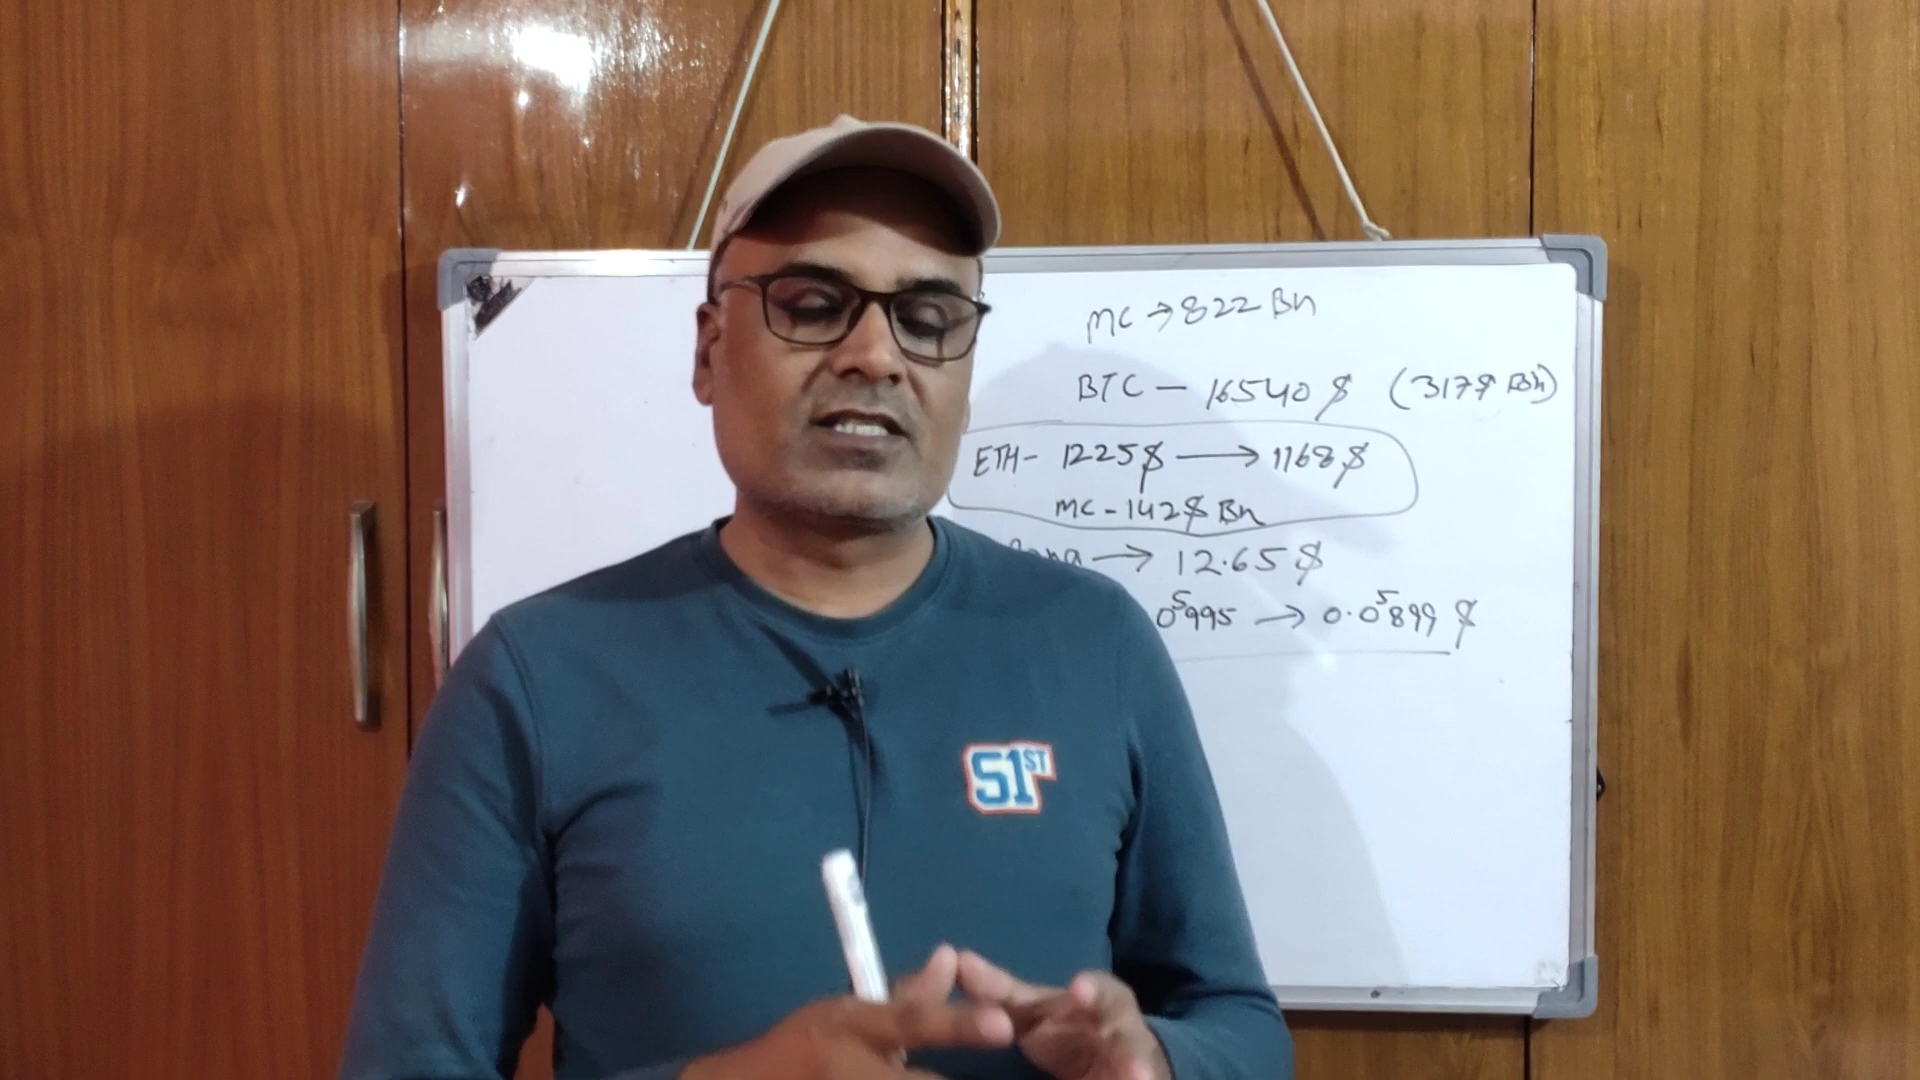 MC → 822 Bn
BTC - 16540 $ (317$ Bn)
ETH - 1225$ → 1168$
MC - 142$ Bn
→ 12.65$
0⁵995 → 0.0⁵899 $
51ST